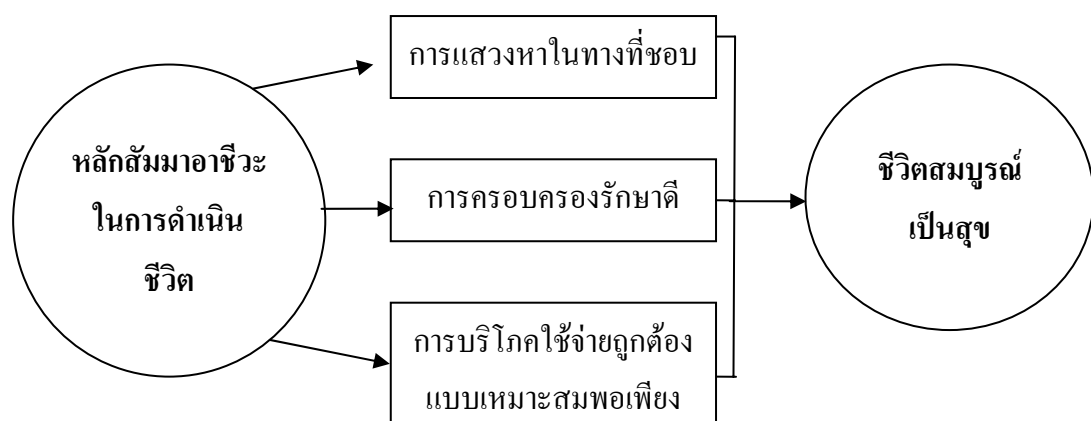 หลักสัมมาอาชีวะ
ในการดำเนิน
ชีวิต
การแสวงหาในทางที่ชอบ
การครอบครองรักษาดี
การบริโภคใช้จ่ายถูกต้อง
แบบเหมาะสมพอเพียง
ชีวิตสมบูรณ์
เป็นสุข